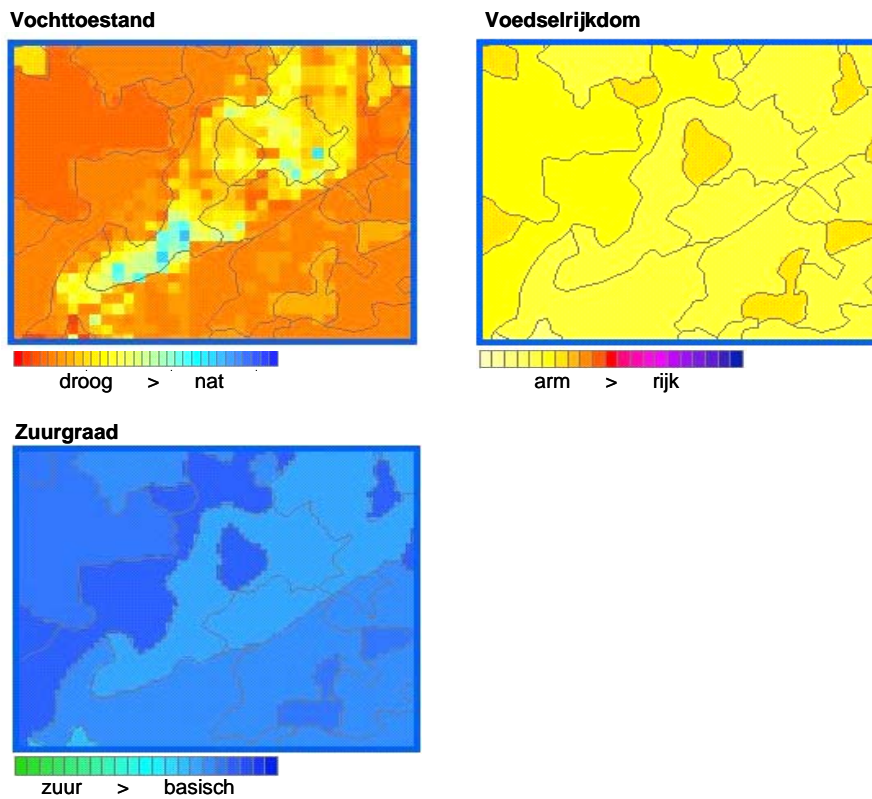 Vochttoestand
Voedselrijkdom
droog > nat
arm > rijk
Zuurgraad
zuur > basisch